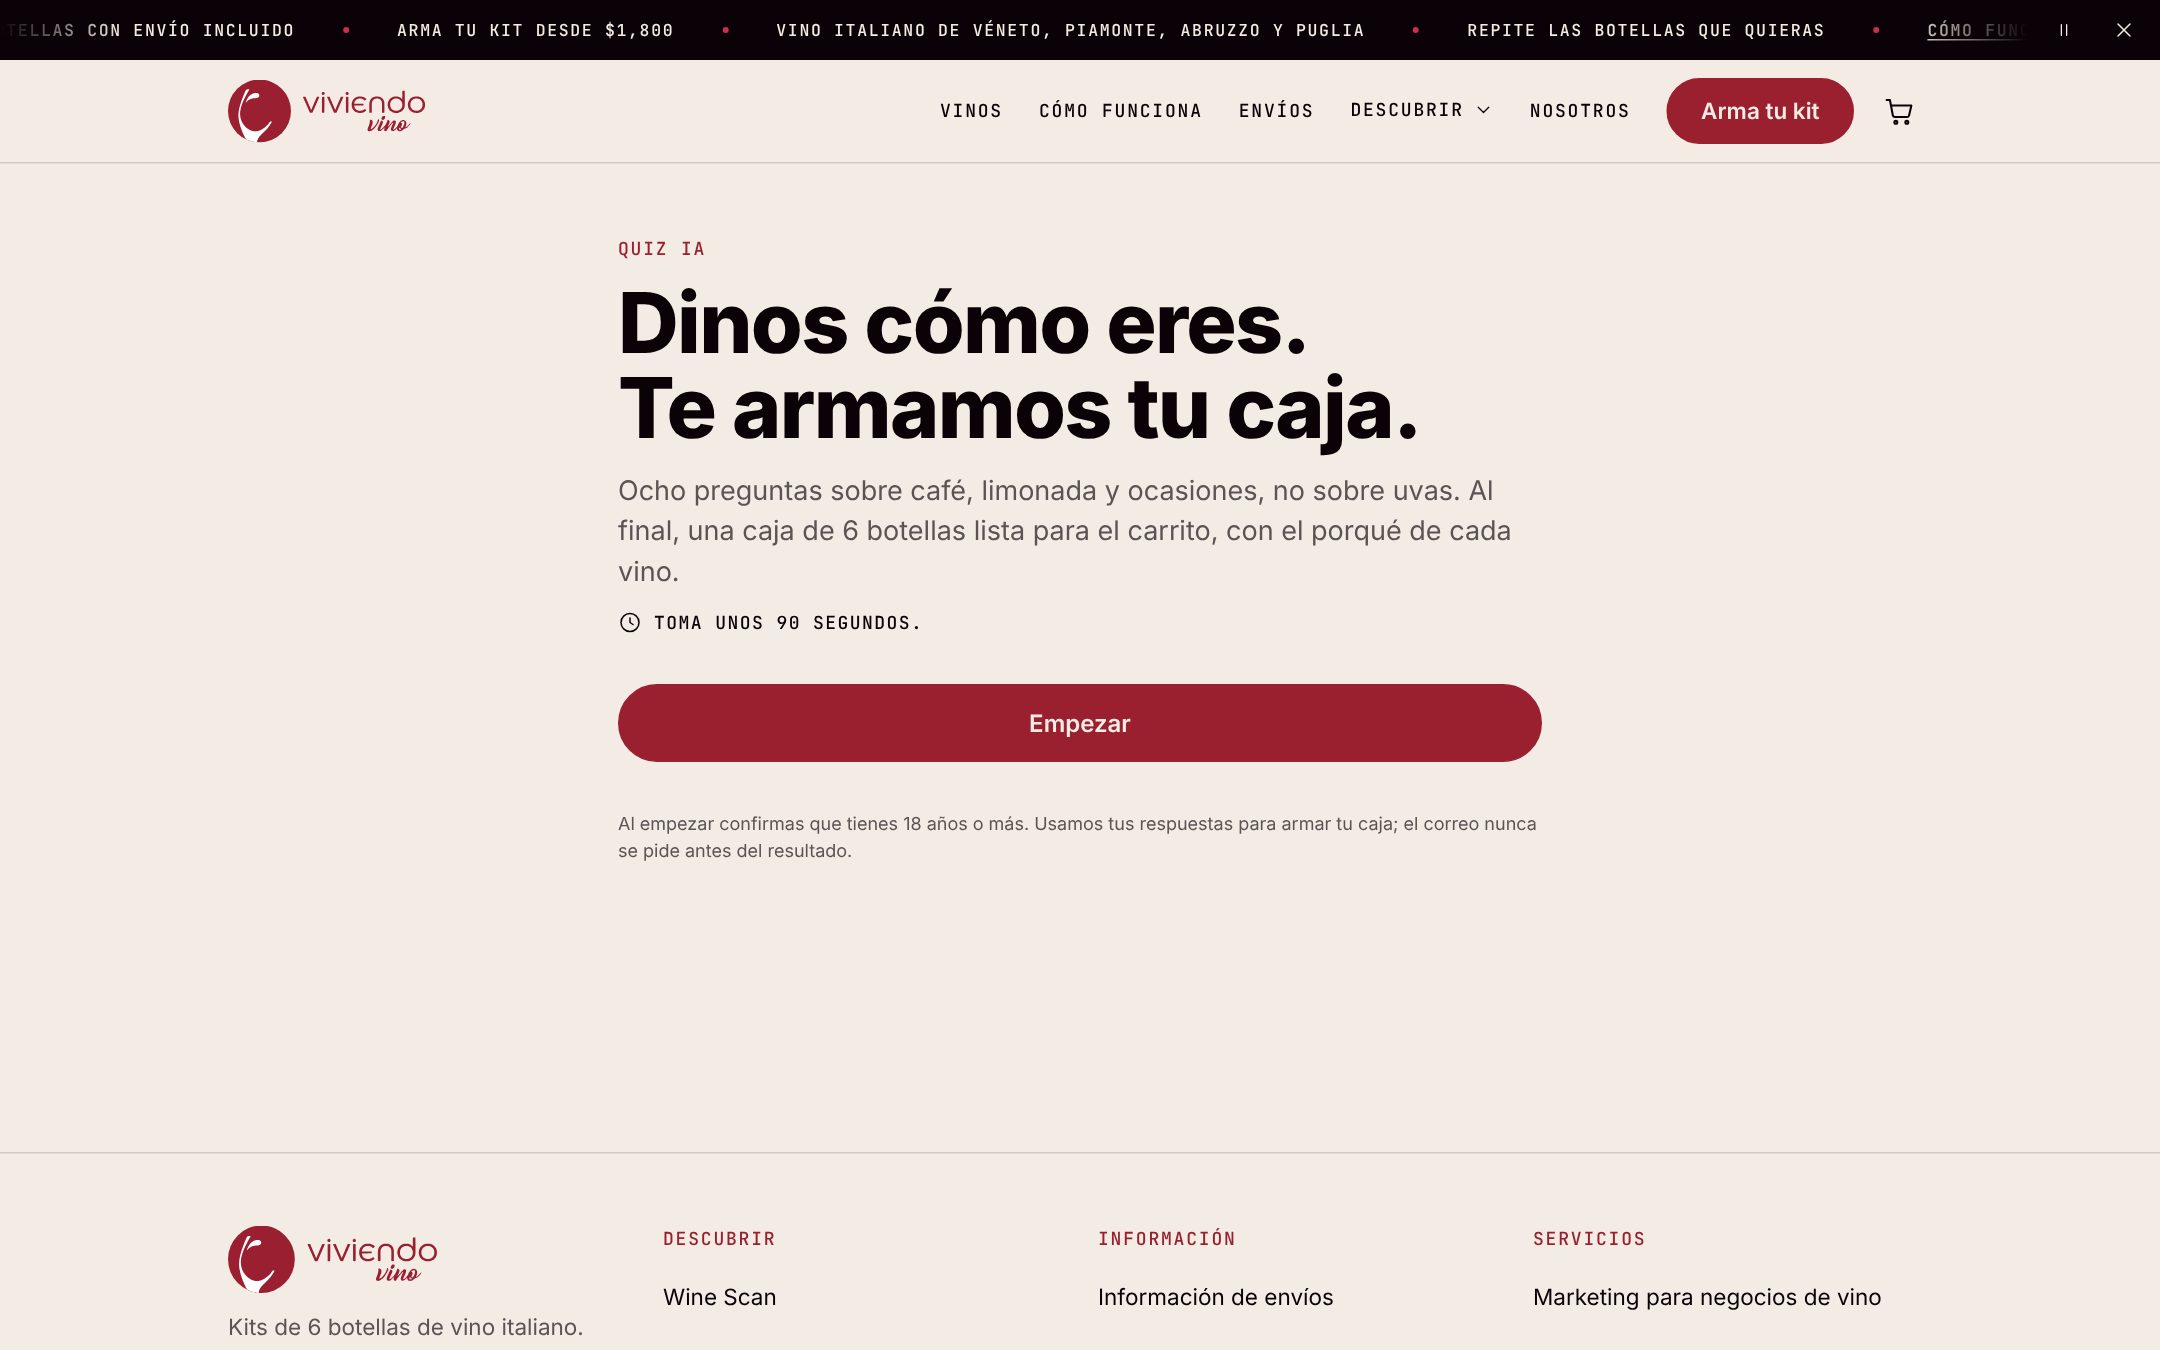 CON ENVÍO INCLUIDO • ARMA TU KIT DESDE $1,800 • VINO ITALIANO DE VÉNETO, PIAMONTE, ABRUZZO Y PUGLIA • REPITE LAS BOTELLAS QUE QUIERAS • CÓMO
viviendo
vino
VINOS CÓMO FUNCIONA ENVÍOS DESCUBRIR NOSOTROS Arma tu kit
QUIZ IA
Dinos cómo eres.
Te armamos tu caja.
Ocho preguntas sobre café, limonada y ocasiones, no sobre uvas. Al
final, una caja de 6 botellas lista para el carrito, con el porqué de cada
vino.
TOMA UNOS 90 SEGUNDOS.
Empezar
Al empezar confirmas que tienes 18 años o más. Usamos tus respuestas para armar tu caja; el correo nunca
se pide antes del resultado.
viviendo
vino
Kits de 6 botellas de vino italiano.
DESCUBRIR
Wine Scan
INFORMACIÓN
Información de envíos
SERVICIOS
Marketing para negocios de vino